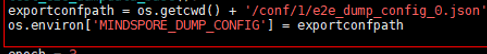 exportconfpath = os.getcwd() + '/conf/1/e2e_dump_config_0.json'
os.environ['MINDSPORE_DUMP_CONFIG'] = exportconfpath